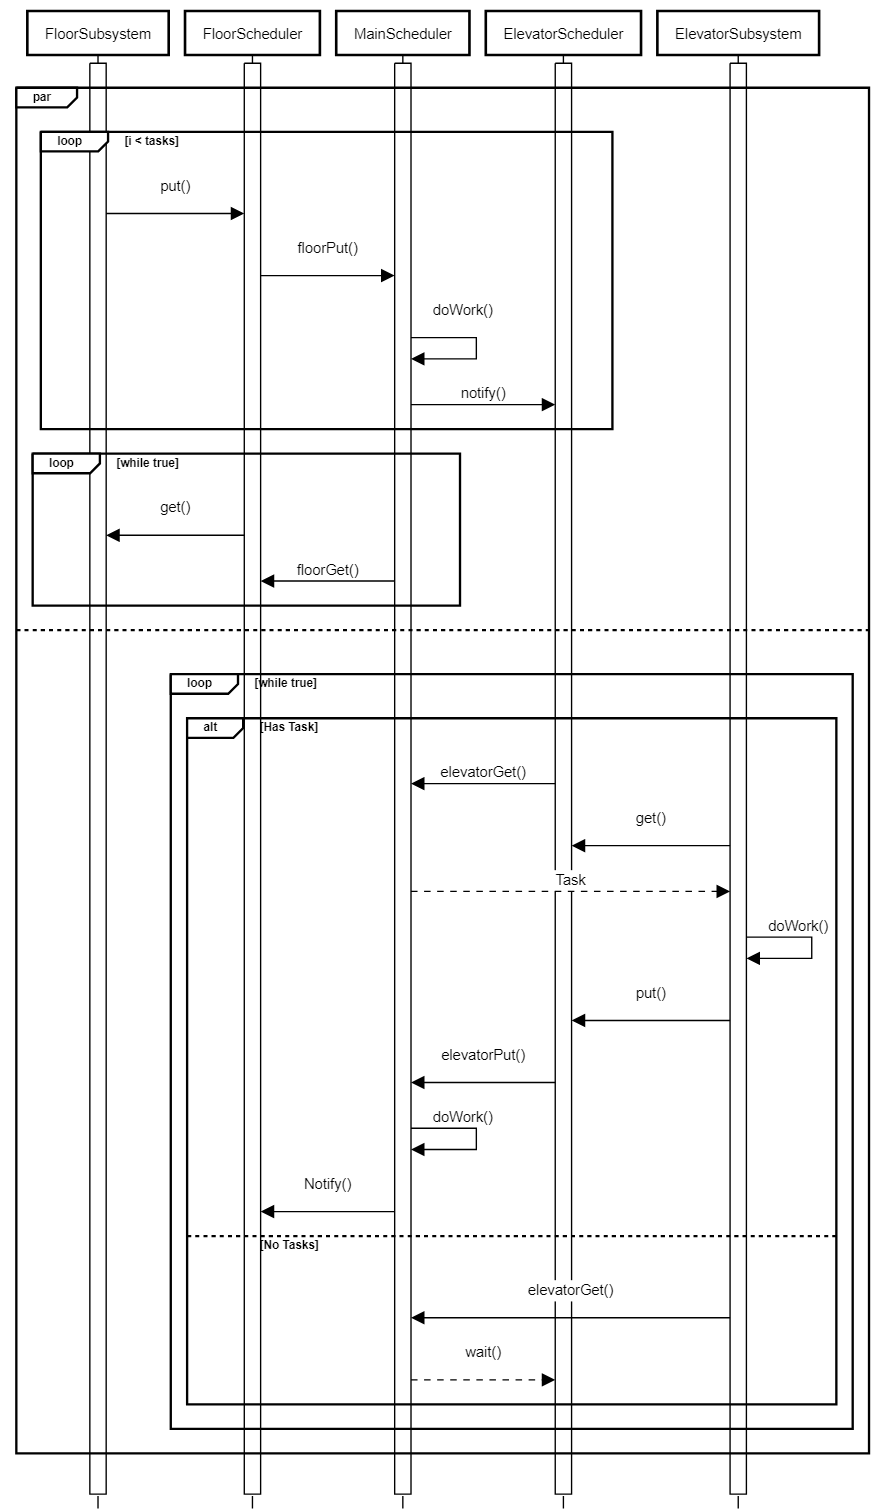 FloorSubsystem
FloorScheduler
MainScheduler
ElevatorScheduler
ElevatorSubsystem
par
loop
[i < tasks]
put()
floorPut()
doWork()
notify()
loop
[while true]
get()
floorGet()
loop
[while true]
alt
[Has Task]
elevatorGet()
get()
Task
doWork()
put()
elevatorPut()
doWork()
Notify()
[No Tasks]
elevatorGet()
wait()